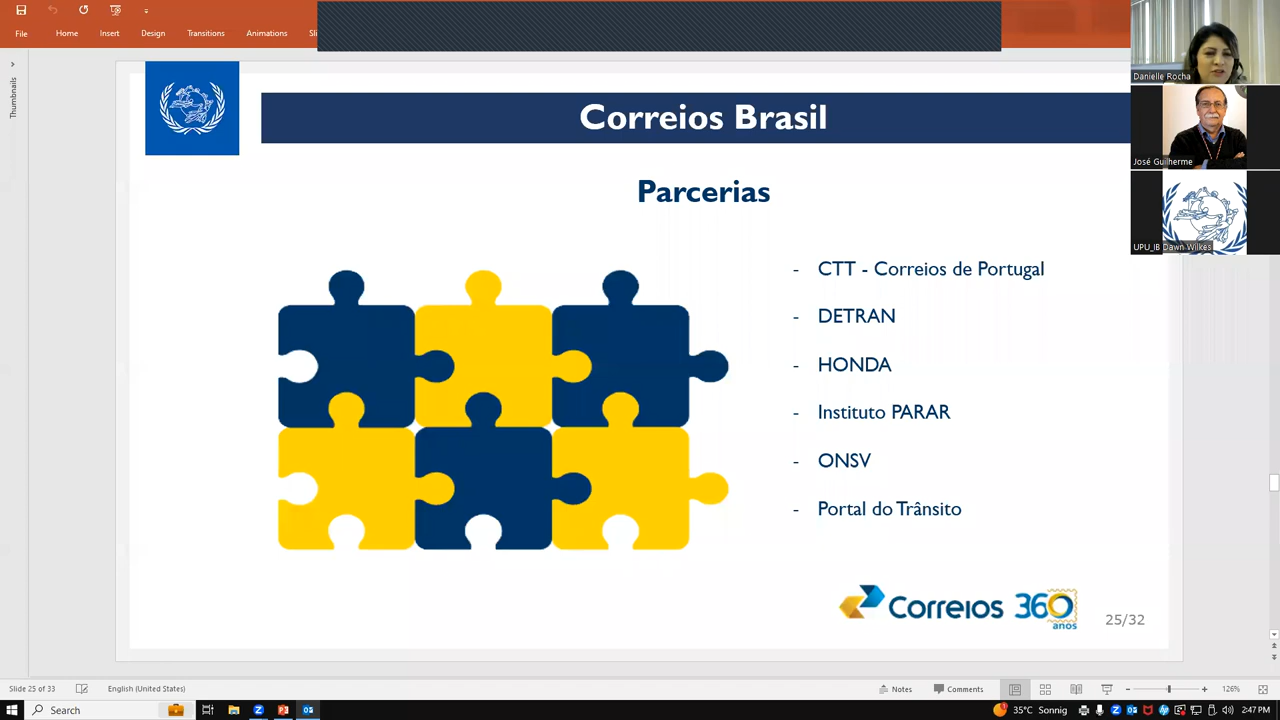 File
Home
Insert
Design
Transitions
Animations
Sli
Thumbnails
Danielle Rocha
José Guilherme
UPU_IB Dawn Wilkes
Correios Brasil
Parcerias
- CTT - Correios de Portugal
- DETRAN
- HONDA
- Instituto PARAR
- ONSV
- Portal do Trânsito
Correios 360
anos
25/32
Slide 25 of 33
English (United States)
Notes
Comments
126%
Search
35°C Sonnig
2:47 PM